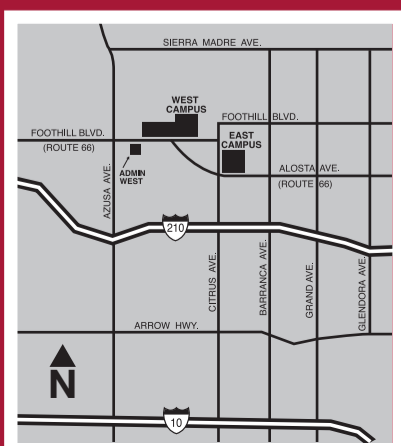 SIERRA MADRE AVE.
WEST
CAMPUS
FOOTHILL BLVD.
FOOTHILL BLVD.
(ROUTE 66)
EAST
CAMPUS
ADMIN
WEST
ALOSTA AVE.
(ROUTE 66)
AZUSA AVE.
210
CITRUS AVE.
BARRANCA AVE.
GRAND AVE.
GLENDORA AVE.
ARROW HWY.
N
10